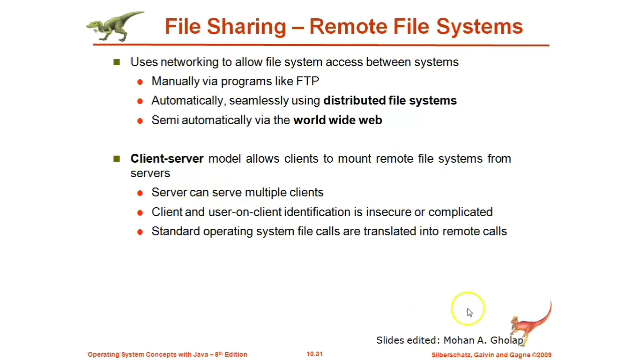 File Sharing – Remote File Systems
Uses networking to allow file system access between systems
Manually via programs like FTP
Automatically, seamlessly using distributed file systems
Semi automatically via the world wide web
Client-server model allows clients to mount remote file systems from
servers
Server can serve multiple clients
Client and user-on-client identification is insecure or complicated
Standard operating system file calls are translated into remote calls
Slides edited: Mohan A. Gholap
Operating System Concepts with Java – 8th Edition
10.31
Silberschatz, Galvin and Gagne ©2009